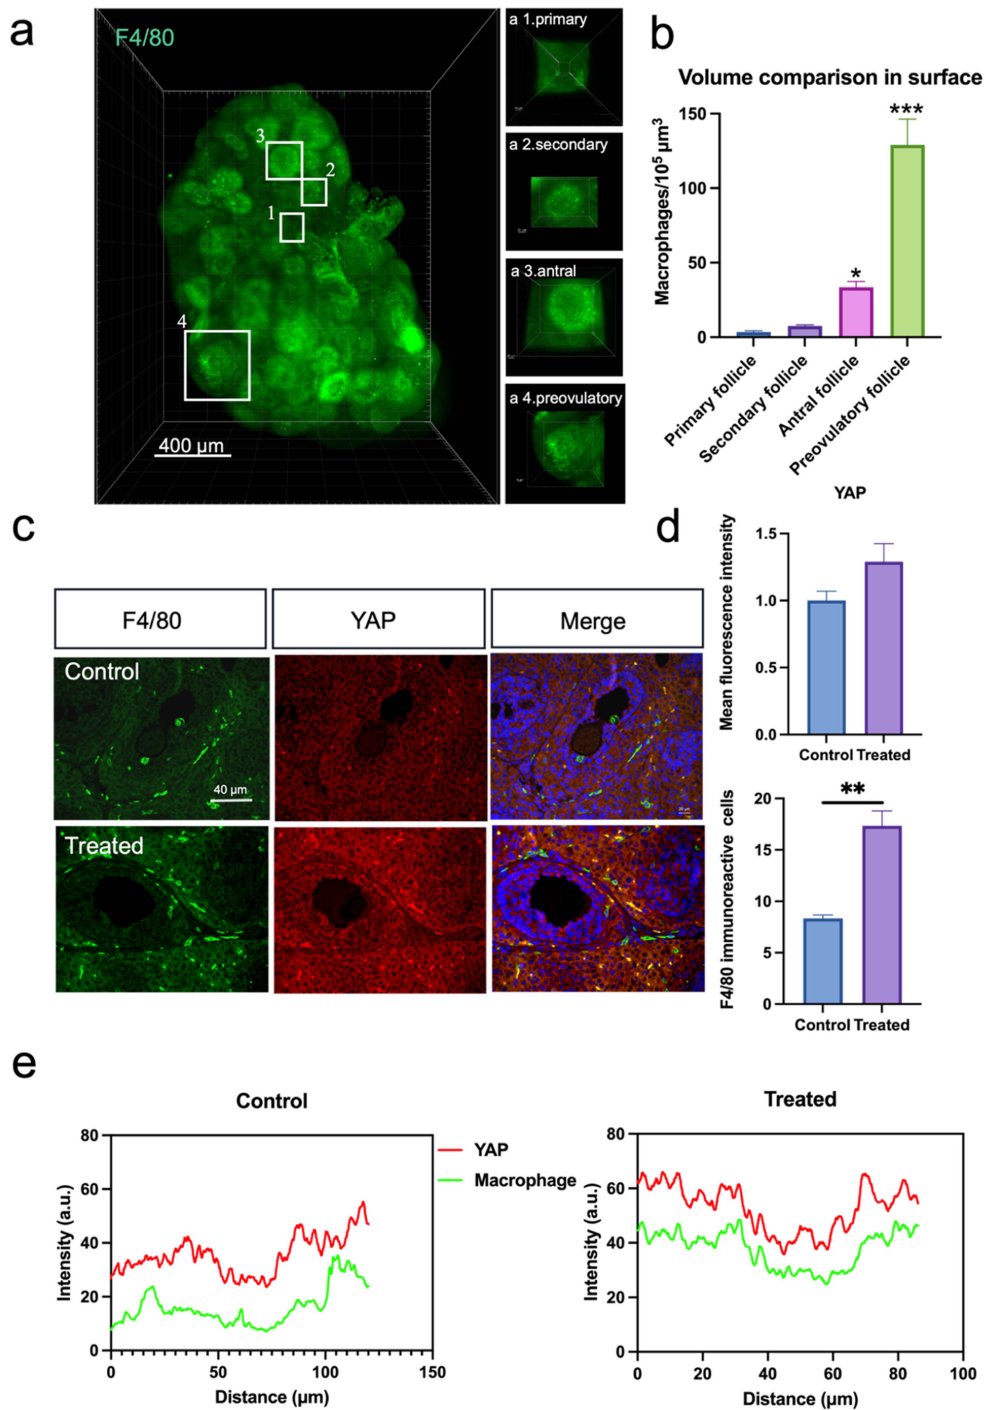 a
F4/80
3
2
1
4
400 µm
a 1.primary
a 2.secondary
a 3.antral
a 4.preovulatory
b
Volume comparison in surface
Macrophages/10⁵ µm³
150
100
50
0
*
***
Primary follicle
Secondary follicle
Antral follicle
Preovulatory follicle
c
F4/80
YAP
Merge
Control
40 µm
Treated
d
YAP
Mean fluorescence intensity
1.5
1.0
0.5
0.0
Control Treated
F4/80 immunoreactive cells
20
15
10
5
0
**
Control Treated
e
Control
Intensity (a.u.)
80
60
40
20
0
0 50 100 150
Distance (µm)
YAP
Macrophage
Treated
Intensity (a.u.)
80
60
40
20
0
0 20 40 60 80 100
Distance (µm)